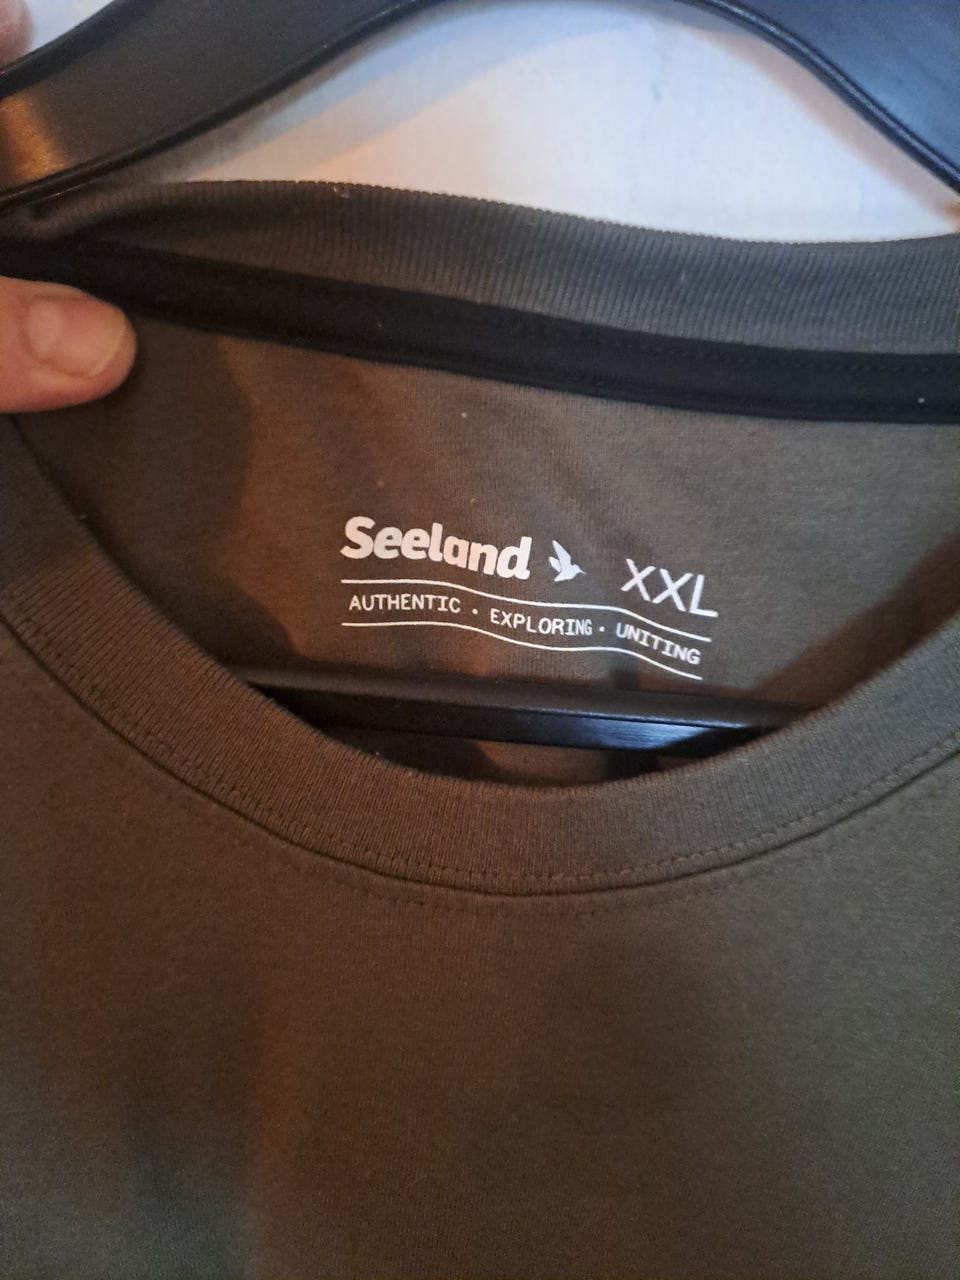 Seeland XXL
AUTHENTIC · EXPLORING · UNITING